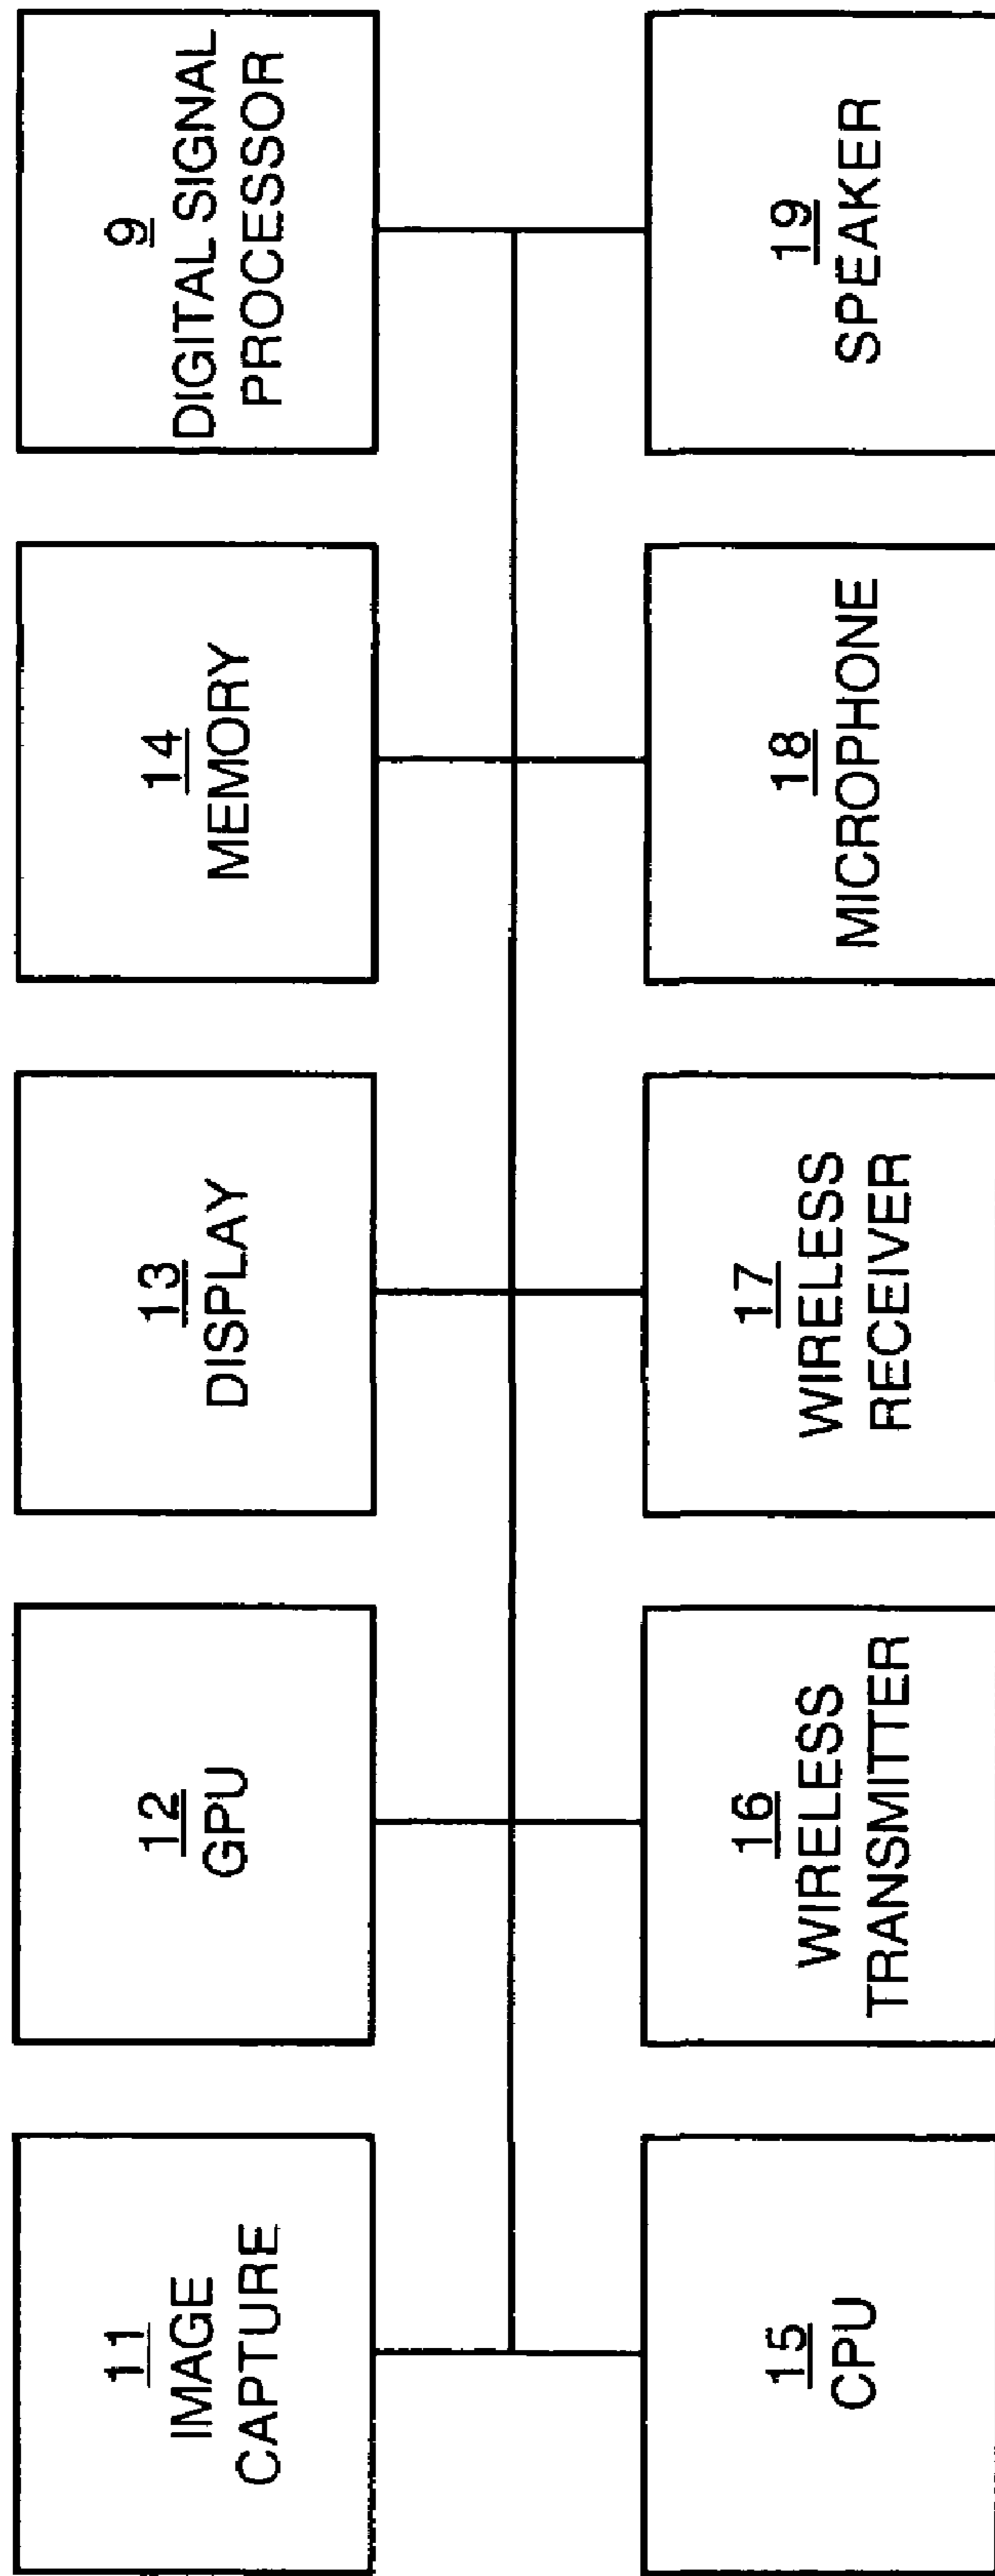 11
IMAGE
CAPTURE
12
GPU
13
DISPLAY
14
MEMORY
9
DIGITAL SIGNAL
PROCESSOR
15
CPU
16
WIRELESS
TRANSMITTER
17
WIRELESS
RECEIVER
18
MICROPHONE
19
SPEAKER